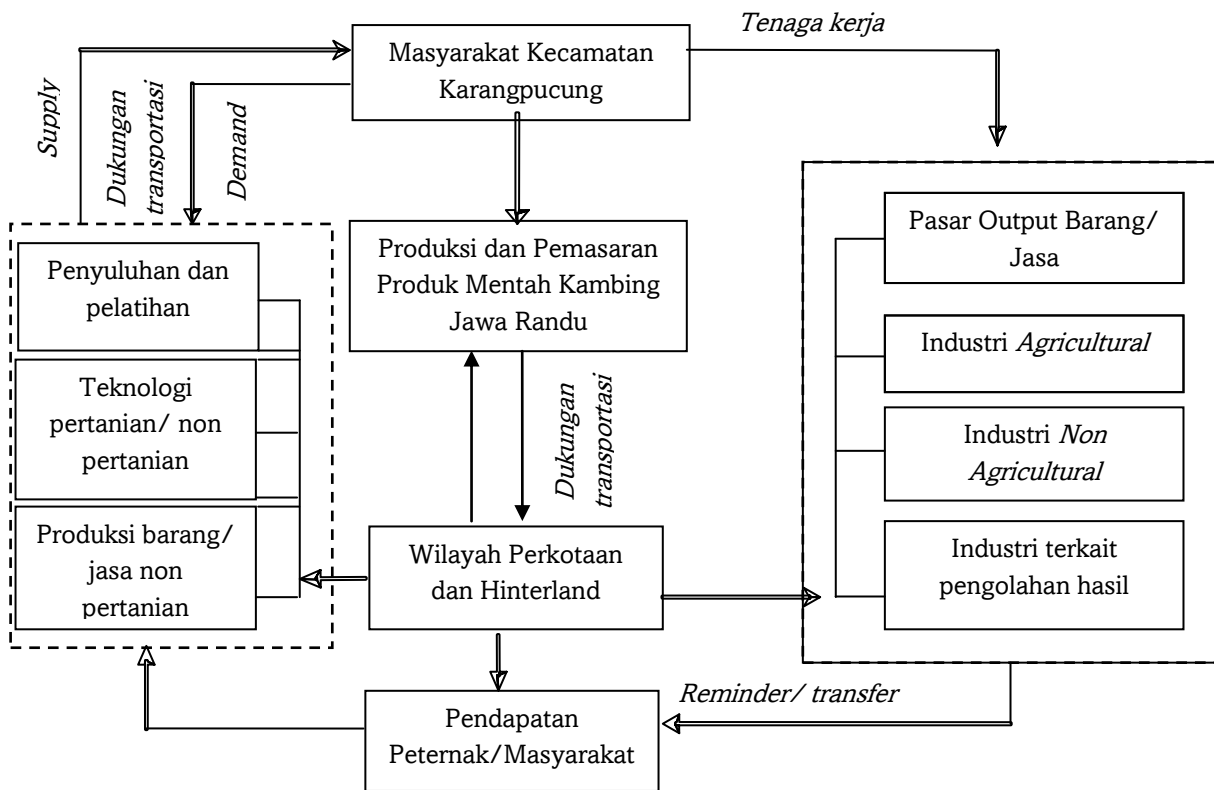 Tenaga kerja
Masyarakat Kecamatan
Karangpucung
Supply
Dukungan
transportasi
Demand
Penyuluhan dan
pelatihan
Teknologi
pertanian/ non
pertanian
Produksi barang/
jasa non
pertanian
Produksi dan Pemasaran
Produk Mentah Kambing
Jawa Randu
Dukungan
transportasi
Wilayah Perkotaan
dan Hinterland
Pasar Output Barang/
Jasa
Industri Agricultural
Industri Non
Agricultural
Industri terkait
pengolahan hasil
Reminder/ transfer
Pendapatan
Peternak/Masyarakat